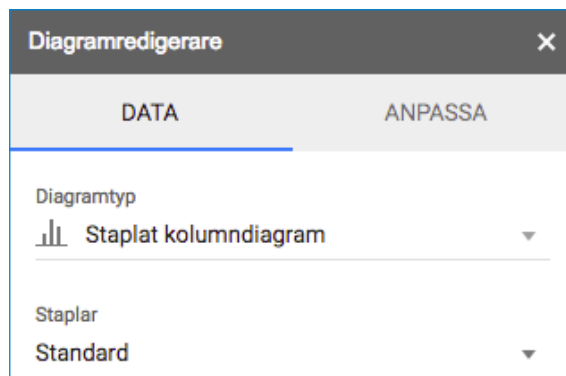 Diagramredigerare
DATA ANPASSA
Diagramtyp
Staplat kolumndiagram
Staplar
Standard